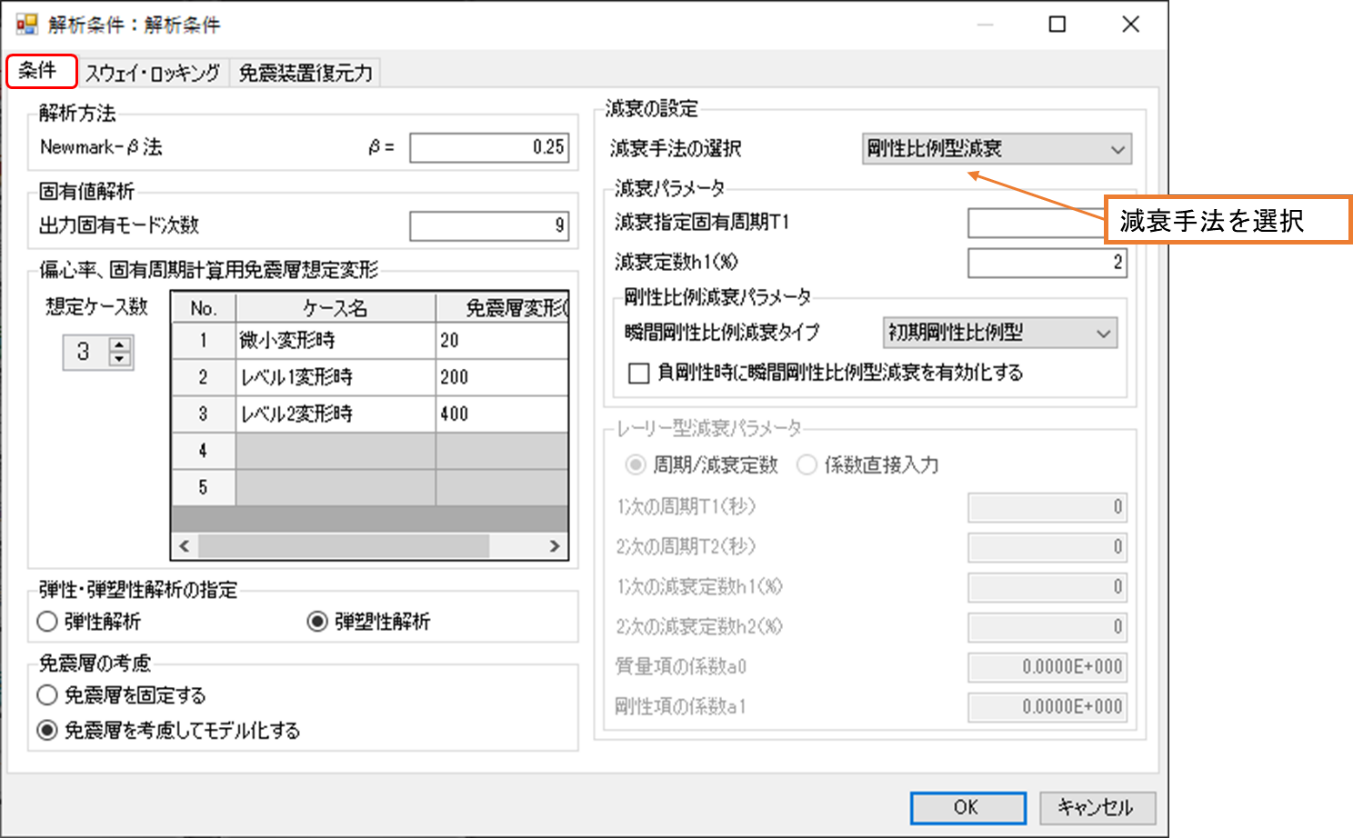 解析条件：解析条件
条件 スウェイ・ロッキング 免震装置復元力
解析方法
Newmark-β法 β= 0.25
固有値解析
出力固有モード次数 9
偏心率、固有周期計算用免震層想定変形
想定ケース数
3
No. ケース名 免震層変形(
1 微小変形時 20
2 レベル1変形時 200
3 レベル2変形時 400
4
5
弾性・弾塑性解析の指定
弾性解析 弾塑性解析
免震層の考慮
免震層を固定する
免震層を考慮してモデル化する
減衰の設定
減衰手法の選択 剛性比例型減衰
減衰手法を選択
減衰パラメータ
減衰指定固有周期T1
減衰定数h1(%) 2
剛性比例減衰パラメータ
瞬間剛性比例減衰タイプ 初期剛性比例型
負剛性時に瞬間剛性比例型減衰を有効化する
レーリー型減衰パラメータ
周期/減衰定数 係数直接入力
1次の周期T1(秒) 0
2次の周期T2(秒) 0
1次の減衰定数h1(%) 0
2次の減衰定数h2(%) 0
質量項の係数a0 0.0000E+000
剛性項の係数a1 0.0000E+000
OK キャンセル